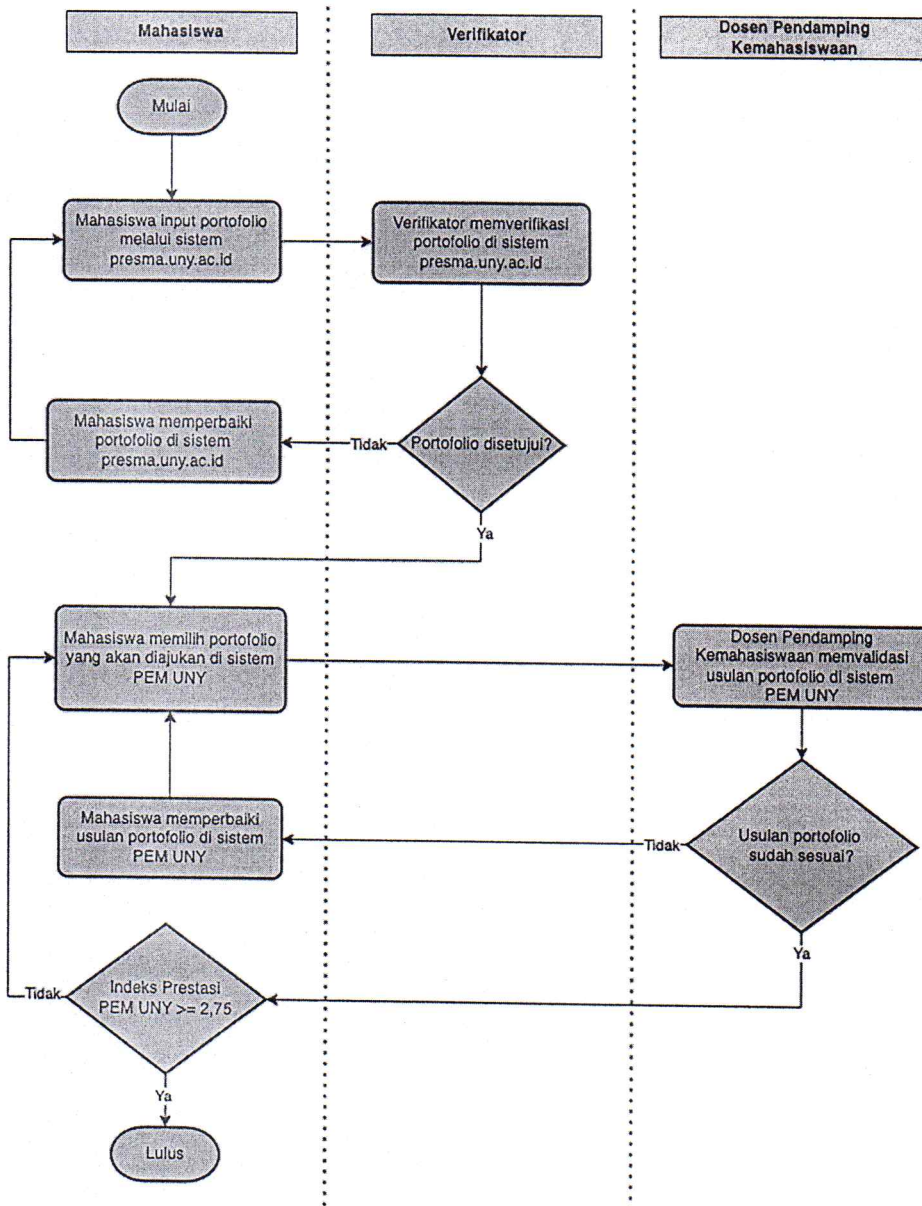 Mahasiswa
Verifikator
Dosen Pendamping
Kemahasiswaan
Mulai
Mahasiswa input portofolio
melalui sistem
presma.uny.ac.id
Verifikator memverifikasi
portofolio di sistem
presma.uny.ac.id
Mahasiswa memperbaiki
portofolio di sistem
presma.uny.ac.id
Tidak
Portofolio disetujui?
Ya
Mahasiswa memilih portofolio
yang akan diajukan di sistem
PEM UNY
Dosen Pendamping
Kemahasiswaan memvalidasi
usulan portofolio di sistem
PEM UNY
Mahasiswa memperbaiki
usulan portofolio di sistem
PEM UNY
Tidak
Usulan portofolio
sudah sesuai?
Ya
Tidak
Indeks Prestasi
PEM UNY >= 2,75
Ya
Lulus